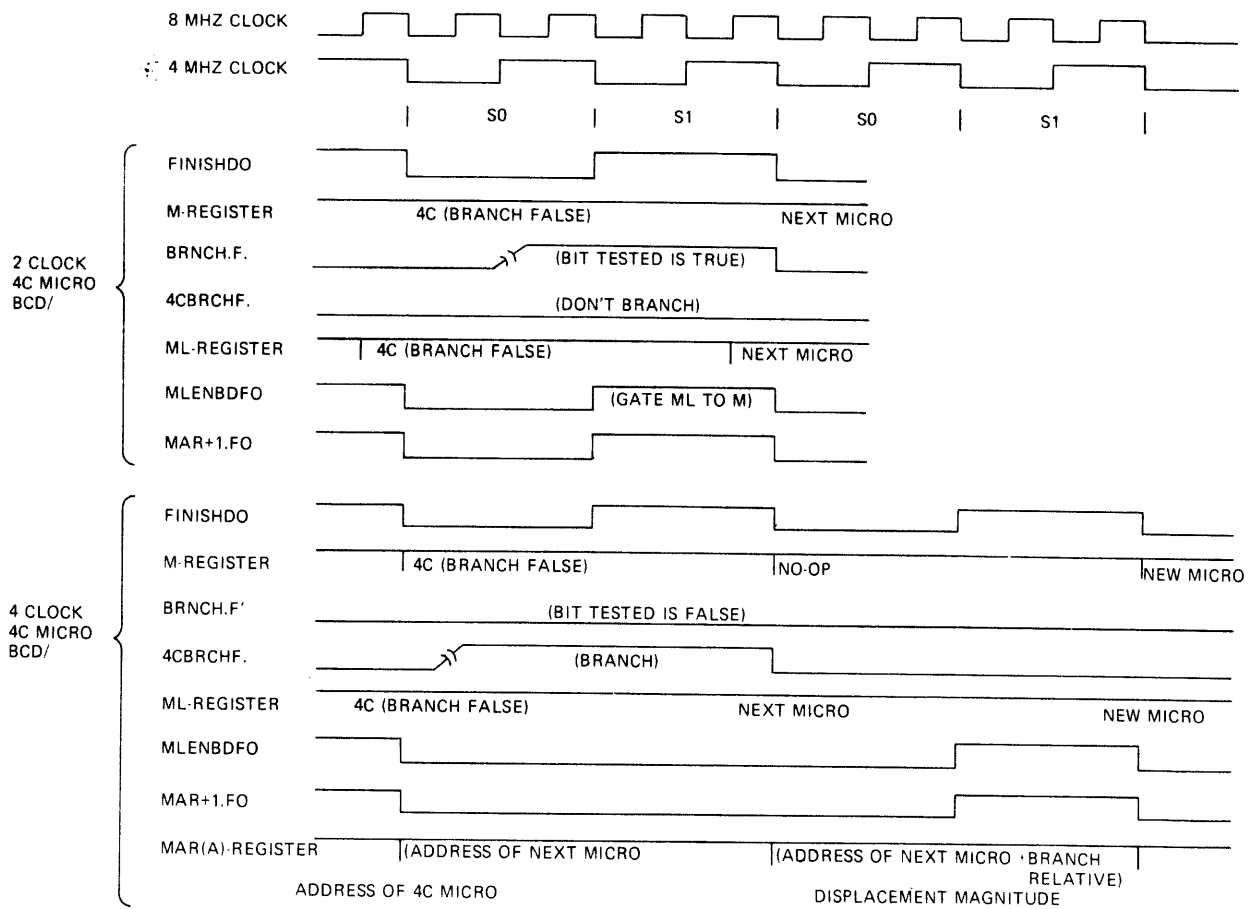 8 MHZ CLOCK
4 MHZ CLOCK
S0 S1 S0 S1
2 CLOCK
4C MICRO
BCD/
FINISHDO
M-REGISTER
4C (BRANCH FALSE) NEXT MICRO
BRNCH.F.
(BIT TESTED IS TRUE)
4CBRCHF.
(DON'T BRANCH)
ML-REGISTER
4C (BRANCH FALSE) NEXT MICRO
MLENBDFO
(GATE ML TO M)
MAR+1.FO
4 CLOCK
4C MICRO
BCD/
FINISHDO
M-REGISTER
4C (BRANCH FALSE) NO-OP NEW MICRO
BRNCH.F'
(BIT TESTED IS FALSE)
4CBRCHF.
(BRANCH)
ML-REGISTER
4C (BRANCH FALSE) NEXT MICRO NEW MICRO
MLENBDFO
MAR+1.FO
MAR(A)-REGISTER
(ADDRESS OF NEXT MICRO (ADDRESS OF NEXT MICRO BRANCH
RELATIVE)
ADDRESS OF 4C MICRO DISPLACEMENT MAGNITUDE